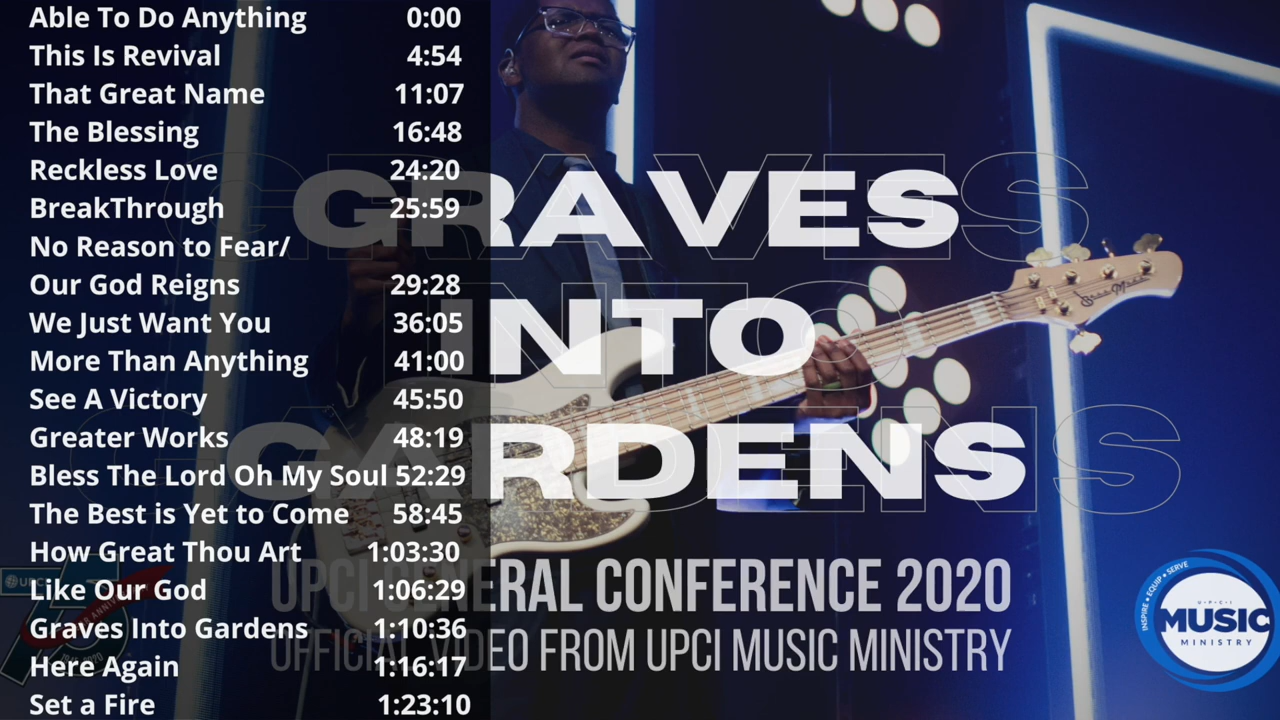 Able To Do Anything 0:00
This Is Revival 4:54
That Great Name 11:07
The Blessing 16:48
Reckless Love 24:20
BreakThrough 25:59
No Reason to Fear/
Our God Reigns 29:28
We Just Want You 36:05
More Than Anything 41:00
See A Victory 45:50
Greater Works 48:19
Bless The Lord Oh My Soul 52:29
The Best is Yet to Come 58:45
How Great Thou Art 1:03:30
Like Our God 1:06:29
Graves Into Gardens 1:10:36
Here Again 1:16:17
Set a Fire 1:23:10
GRAVES
INTO
GARDENS
UPCI GENERAL CONFERENCE 2020
OFFICIAL VIDEO FROM UPCI MUSIC MINISTRY
INSPIRE • EQUIP • SERVE
UPCI
MUSIC
MINISTRY
UPCI
75